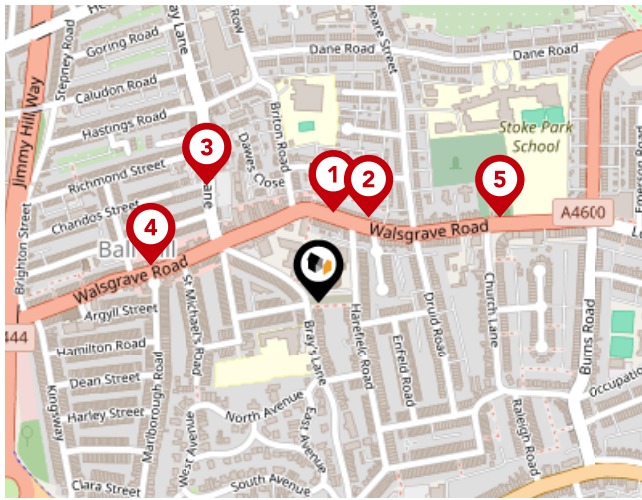 Stepney Road
Goring Road
Row
Dane Road
Dane Road
Caludon Road
Hastings Road
Briton Road
Dawes Close
Stoke Park
School
Jimmy Hill Way
Richmond Street
3
1
2
5
Brighton Street
Chandos Street
4
A4600
Walsgrave Road
Walsgrave Road
Argyll Street
St Michael's Road
Hamilton Road
Dean Street
Harley Street
Kingsway
Marlborough Road
Clara Street
West Avenue
North Avenue
South Avenue
East Avenue
Bray's Lane
Harefield Road
Enfield Road
Druid Road
Church Lane
Raleigh Road
Burns Road
Emerson Road
444